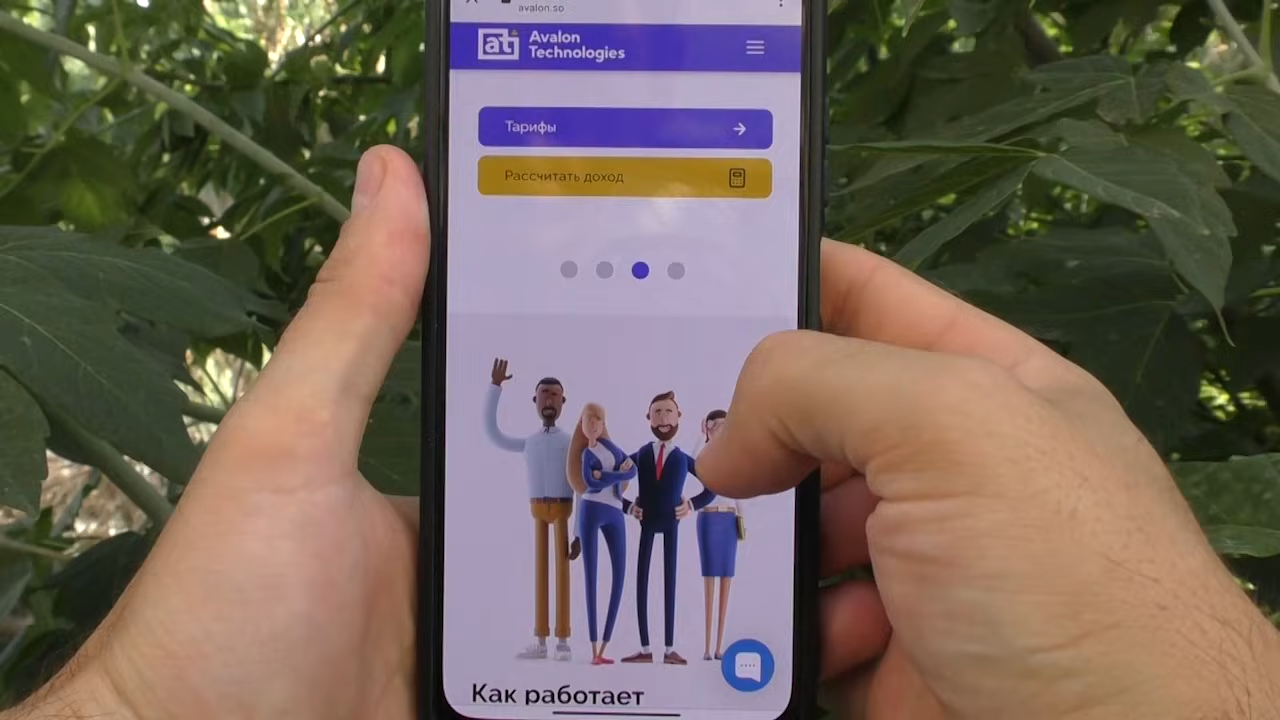 avalon.so
at
Avalon
Technologies
Тарифы
Рассчитать доход
Как работает